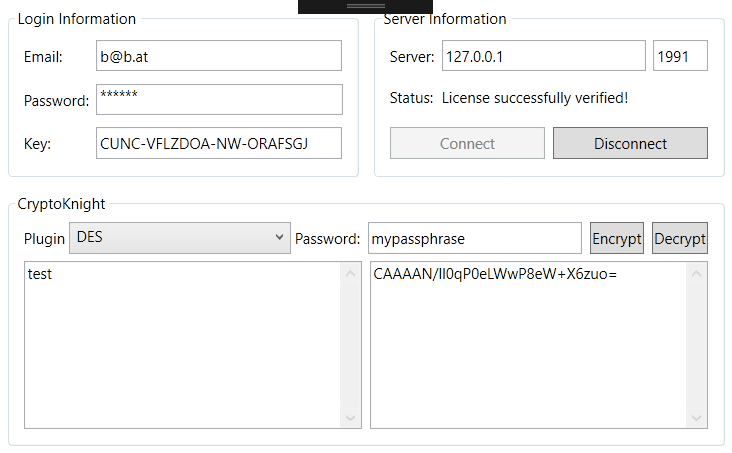 Login Information
Email: b@b.at
Password: ******
Key: CUNC-VFLZDOA-NW-ORAFSGJ
Server Information
Server: 127.0.0.1 1991
Status: License successfully verified!
Connect Disconnect
CryptoKnight
Plugin DES Password: mypassphrase Encrypt Decrypt
test
CAAAAN/lI0qP0eLWwP8eW+X6zuo=